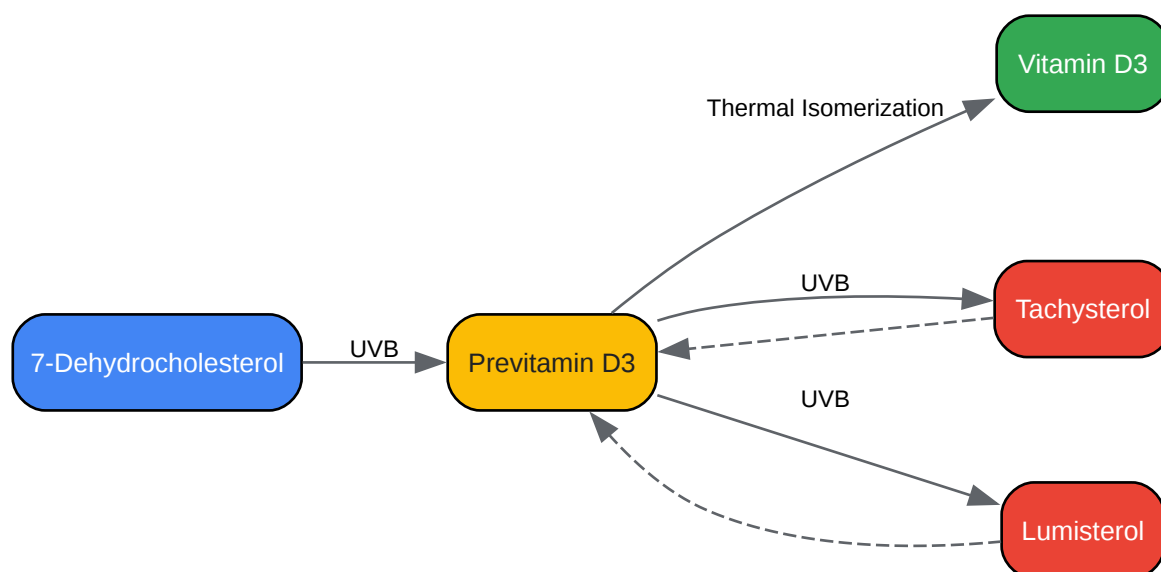 Vitamin D3
Thermal Isomerization
UVB
Tachysterol
7-Dehydrocholesterol
UVB
Previtamin D3
UVB
Lumisterol